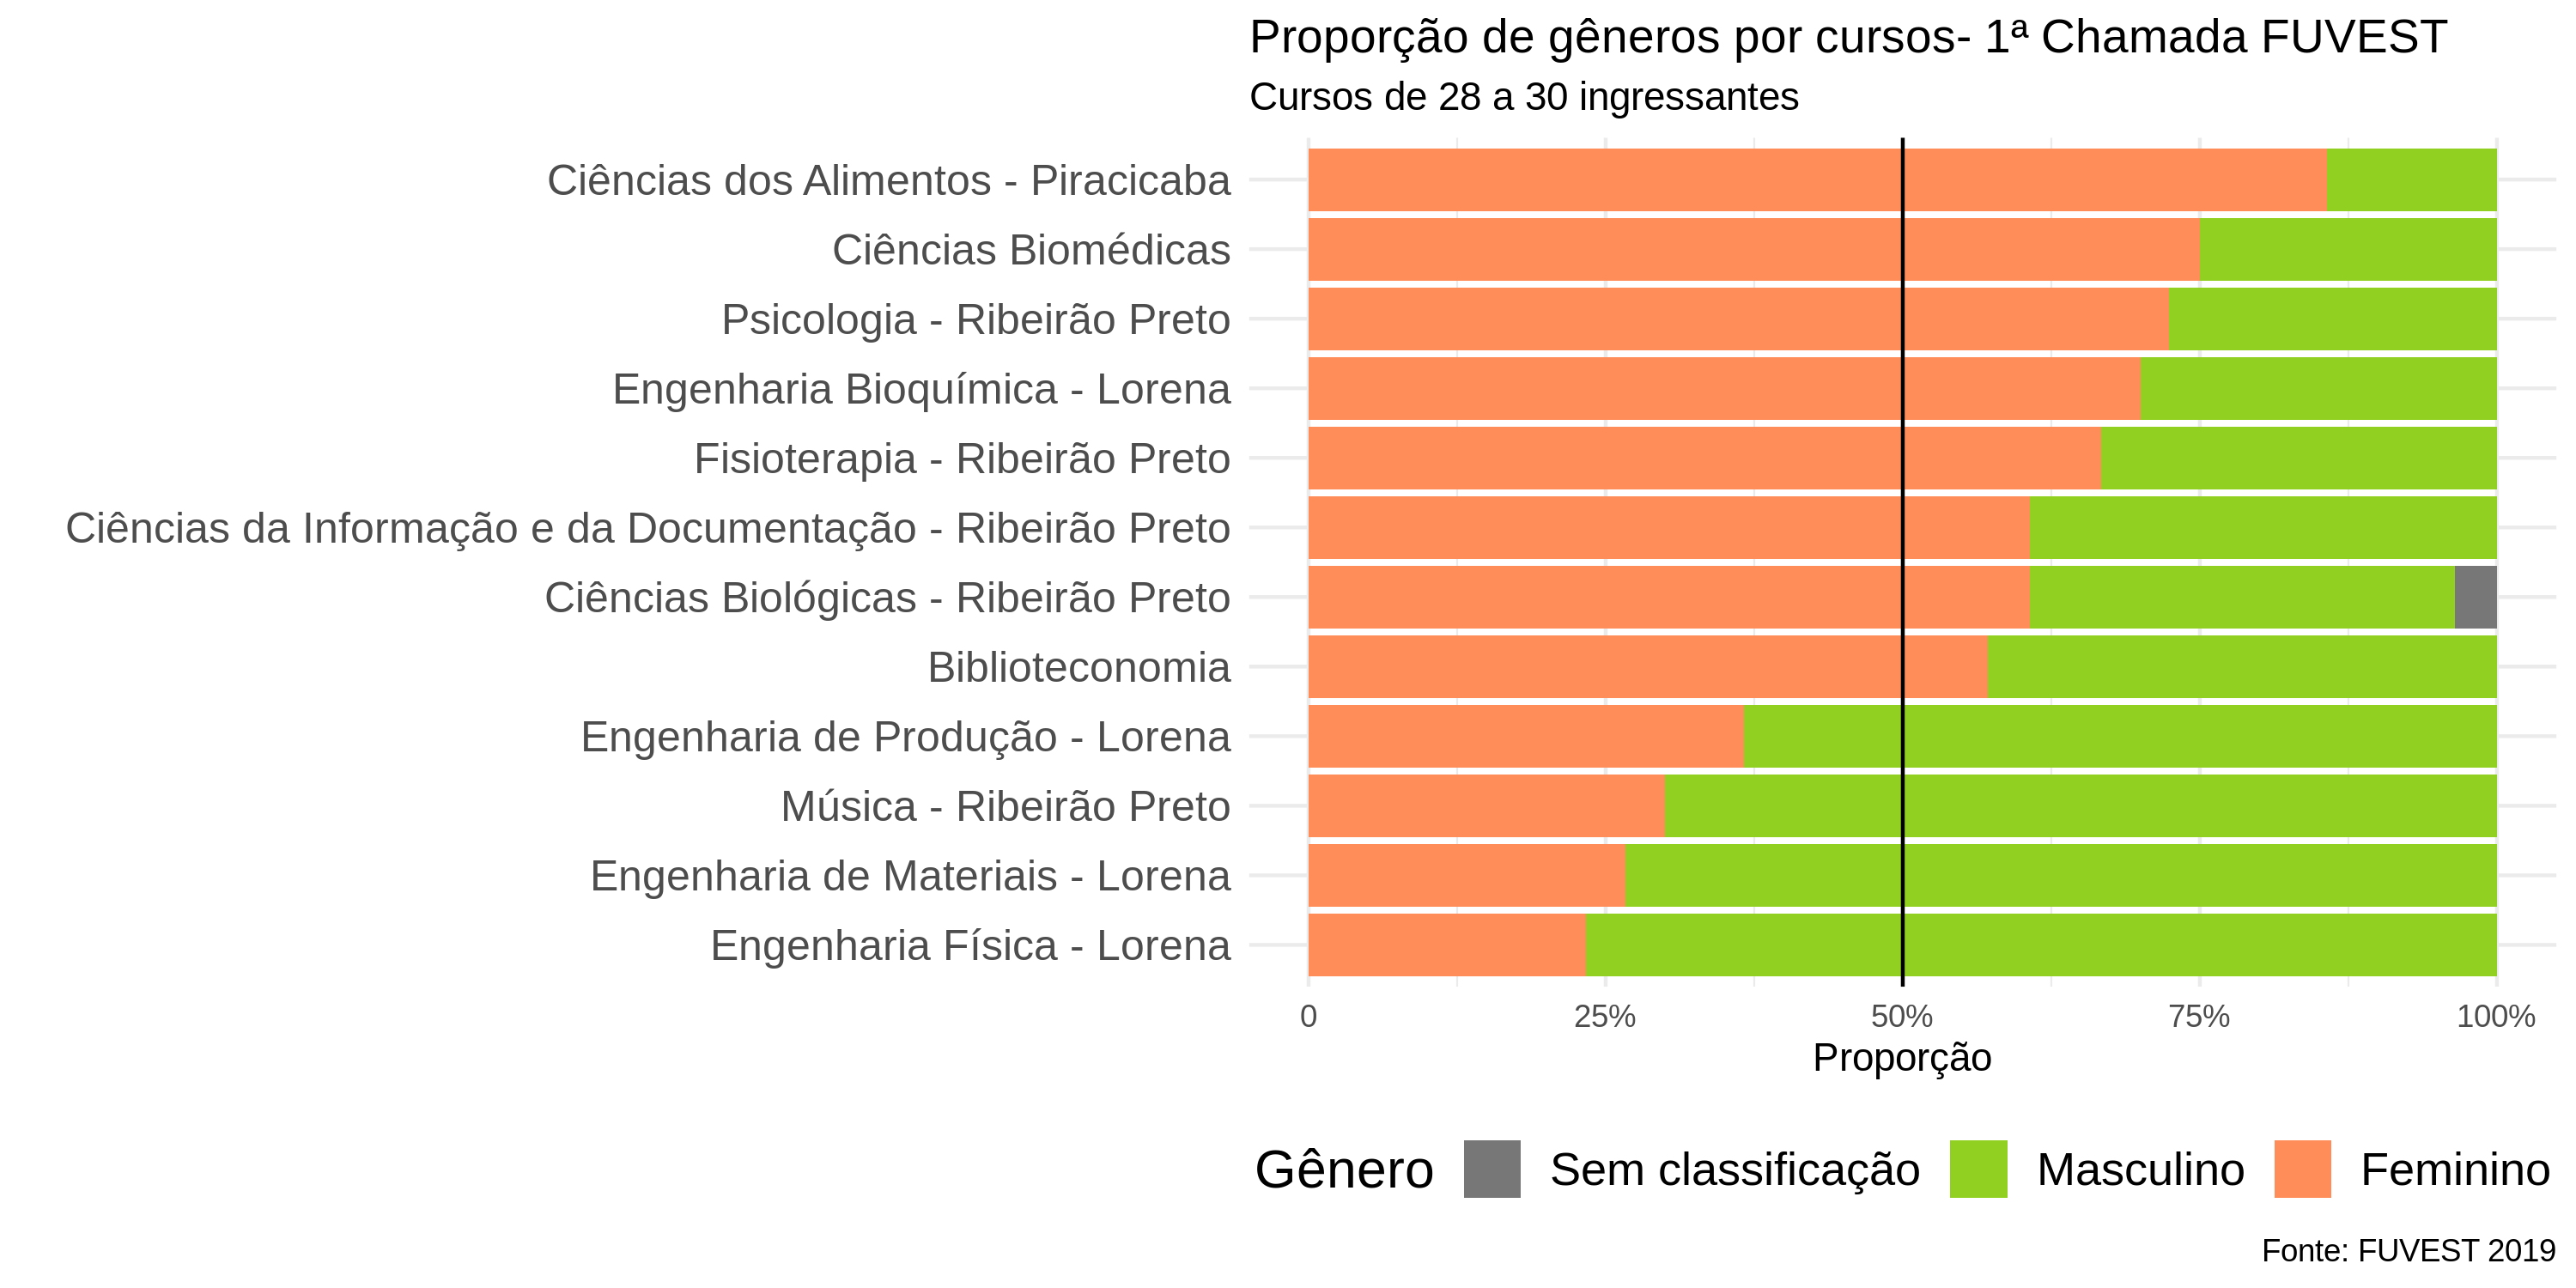 Proporção de gêneros por cursos- 1ª Chamada FUVEST
Cursos de 28 a 30 ingressantes
Ciências dos Alimentos - Piracicaba
Ciências Biomédicas
Psicologia - Ribeirão Preto
Engenharia Bioquímica - Lorena
Fisioterapia - Ribeirão Preto
Ciências da Informação e da Documentação - Ribeirão Preto
Ciências Biológicas - Ribeirão Preto
Biblioteconomia
Engenharia de Produção - Lorena
Música - Ribeirão Preto
Engenharia de Materiais - Lorena
Engenharia Física - Lorena
0 25% 50% 75% 100%
Proporção
Gênero Sem classificação Masculino Feminino
Fonte: FUVEST 2019